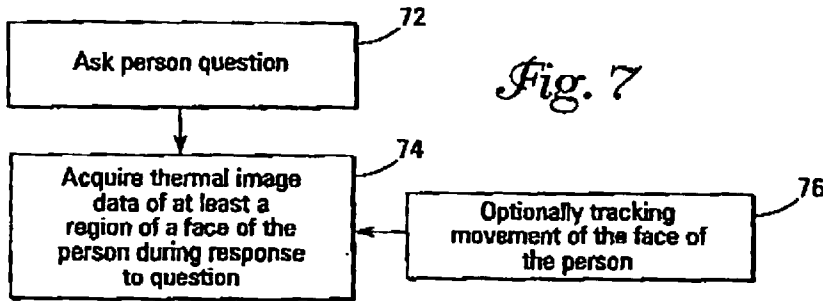 72
Ask person question
Fig. 7
74
Acquire thermal image
data of at least a
region of a face of the
person during response
to question
76
Optionally tracking
movement of the face of
the person